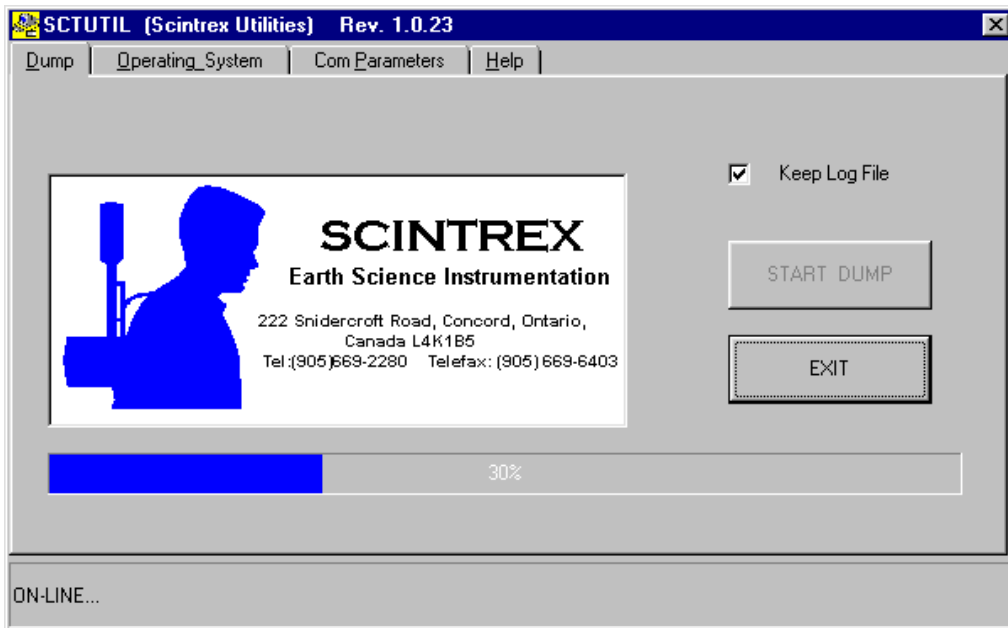 SCTUTIL (Scintrex Utilities) Rev. 1.0.23
Dump Operating_System Com Parameters Help
Keep Log File
SCINTREX
Earth Science Instrumentation
222 Snidercroft Road, Concord, Ontario,
Canada L4K1B5
Tel:(905)669-2280 Telefax: (905) 669-6403
START DUMP
EXIT
30%
ON-LINE...